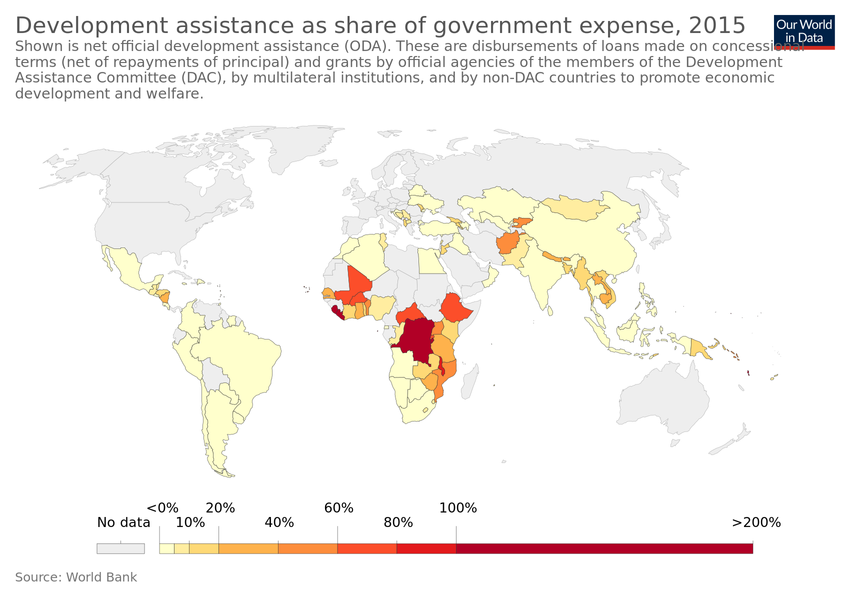 Development assistance as share of government expense, 2015
Our World
in Data
Shown is net official development assistance (ODA). These are disbursements of loans made on concessional
terms (net of repayments of principal) and grants by official agencies of the members of the Development
Assistance Committee (DAC), by multilateral institutions, and by non-DAC countries to promote economic
development and welfare.
<0% 20% 60% 100%
No data 10% 40% 80% >200%
Source: World Bank